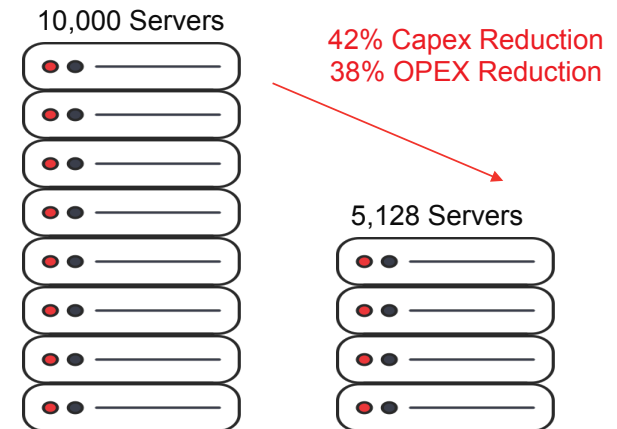 10,000 Servers
42% Capex Reduction
38% OPEX Reduction
5,128 Servers